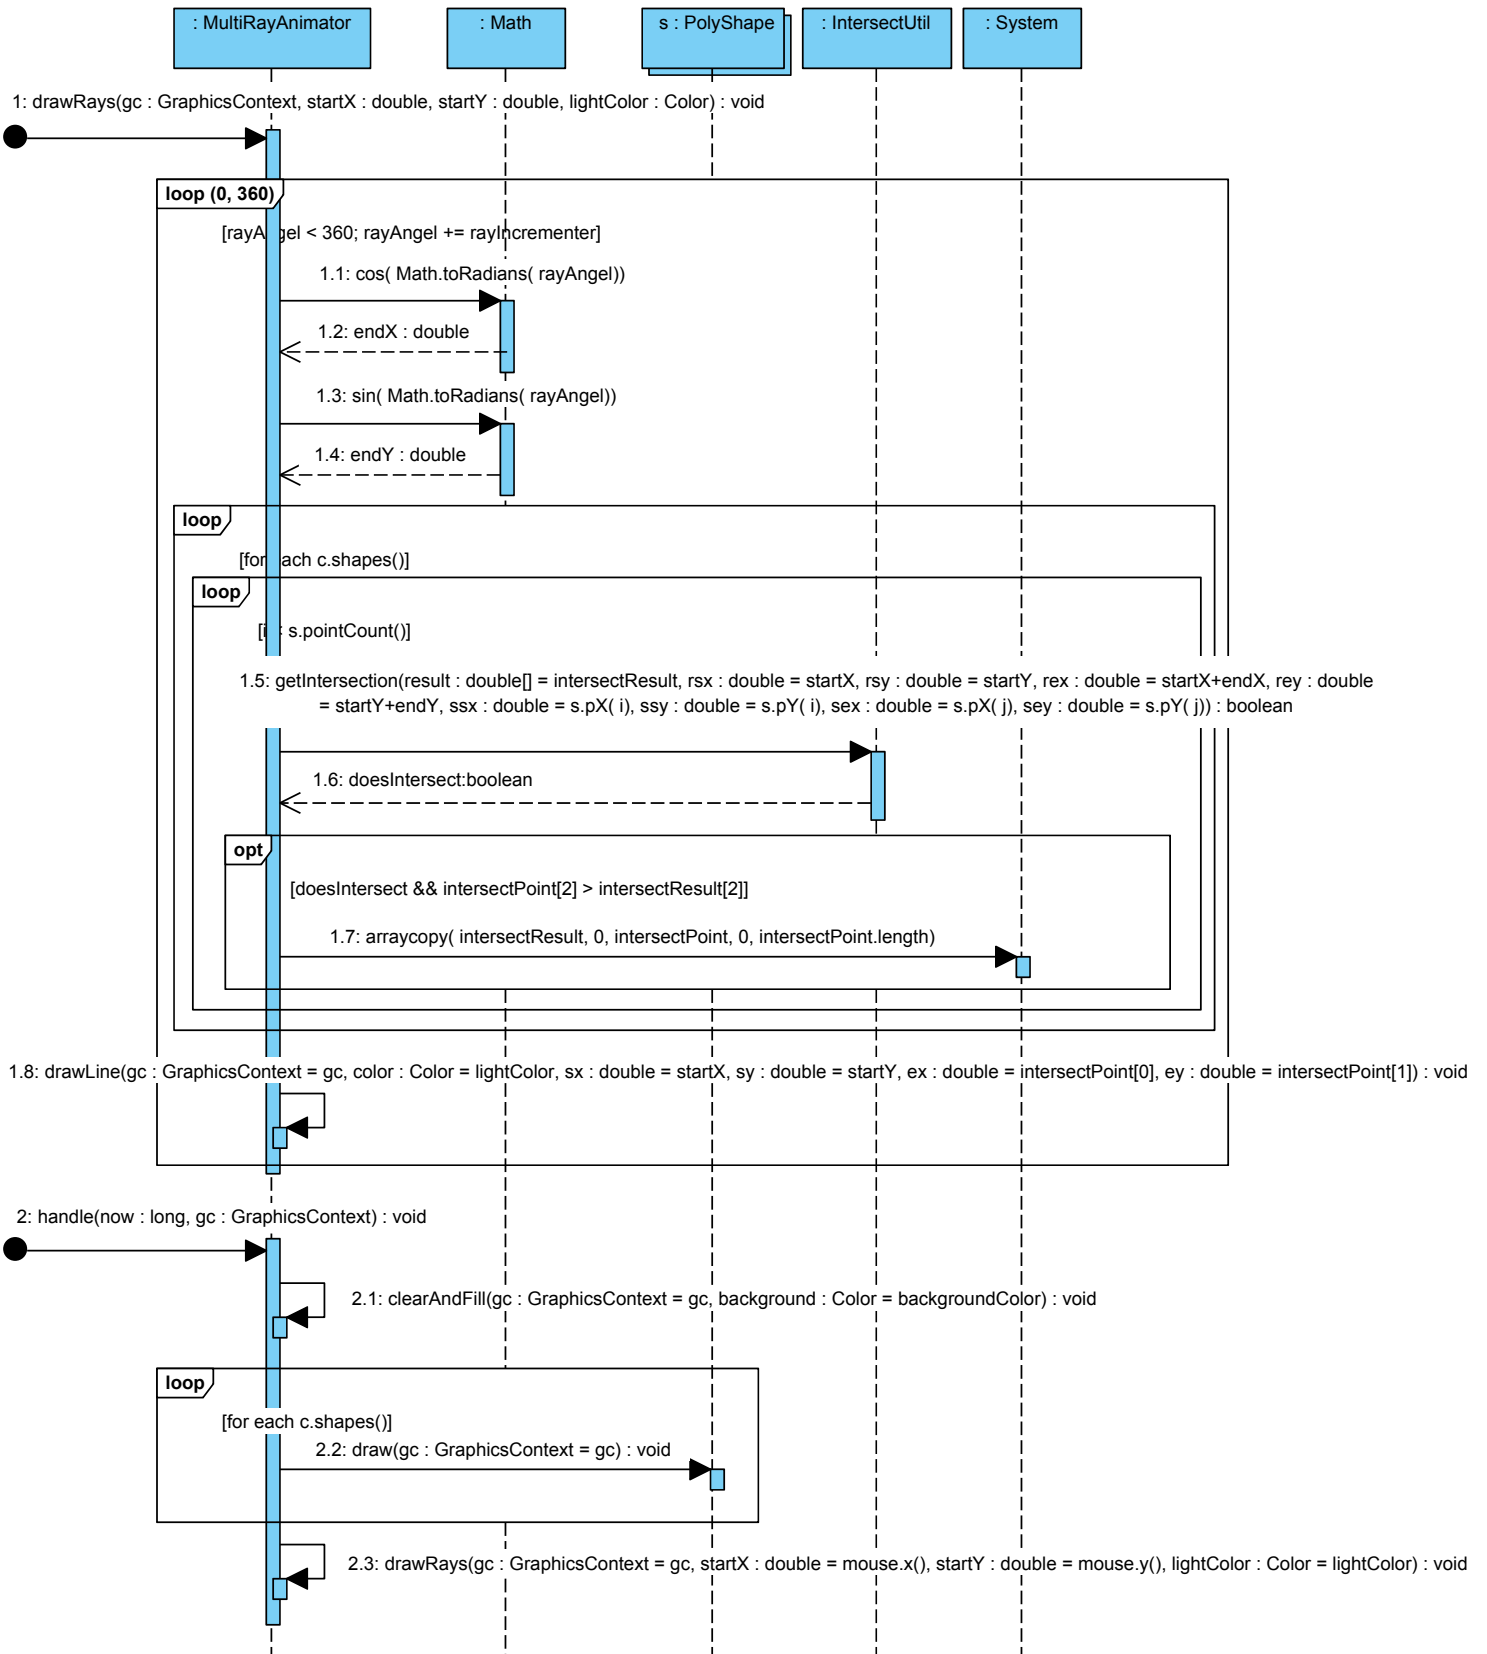 : MultiRayAnimator
: Math
s : PolyShape
: IntersectUtil
: System
1: drawRays(gc : GraphicsContext, startX : double, startY : double, lightColor : Color) : void
loop (0, 360)
[rayAngel < 360; rayAngel += rayIncrementer]
1.1: cos( Math.toRadians( rayAngel))
1.2: endX : double
1.3: sin( Math.toRadians( rayAngel))
1.4: endY : double
loop
[for each c.shapes()]
loop
[i < s.pointCount()]
1.5: getIntersection(result : double[] = intersectResult, rsx : double = startX, rsy : double = startY, rex : double = startX+endX, rey : double
= startY+endY, ssx : double = s.pX( i), ssy : double = s.pY( i), sex : double = s.pX( j), sey : double = s.pY( j)) : boolean
1.6: doesIntersect:boolean
opt
[doesIntersect && intersectPoint[2] > intersectResult[2]]
1.7: arraycopy( intersectResult, 0, intersectPoint, 0, intersectPoint.length)
1.8: drawLine(gc : GraphicsContext = gc, color : Color = lightColor, sx : double = startX, sy : double = startY, ex : double = intersectPoint[0], ey : double = intersectPoint[1]) : void
2: handle(now : long, gc : GraphicsContext) : void
2.1: clearAndFill(gc : GraphicsContext = gc, background : Color = backgroundColor) : void
loop
[for each c.shapes()]
2.2: draw(gc : GraphicsContext = gc) : void
2.3: drawRays(gc : GraphicsContext = gc, startX : double = mouse.x(), startY : double = mouse.y(), lightColor : Color = lightColor) : void